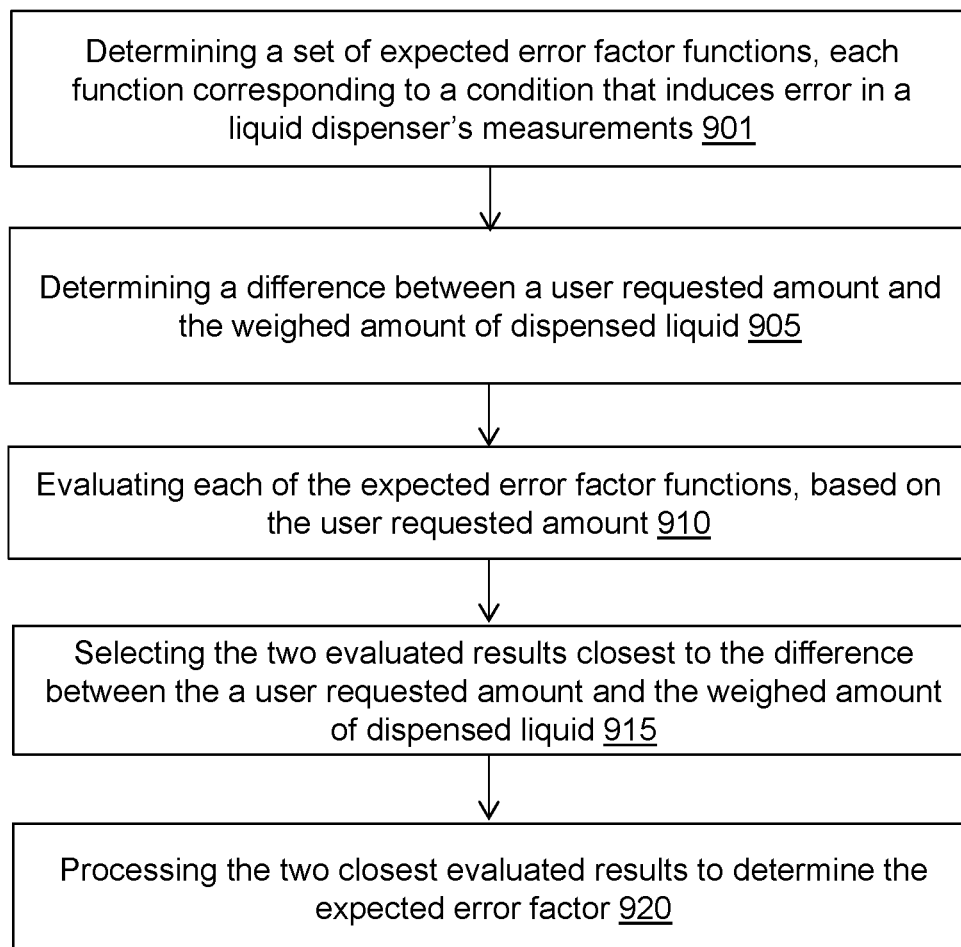 Determining a set of expected error factor functions, each
function corresponding to a condition that induces error in a
liquid dispenser's measurements 901
Determining a difference between a user requested amount and
the weighed amount of dispensed liquid 905
Evaluating each of the expected error factor functions, based on
the user requested amount 910
Selecting the two evaluated results closest to the difference
between the a user requested amount and the weighed amount
of dispensed liquid 915
Processing the two closest evaluated results to determine the
expected error factor 920